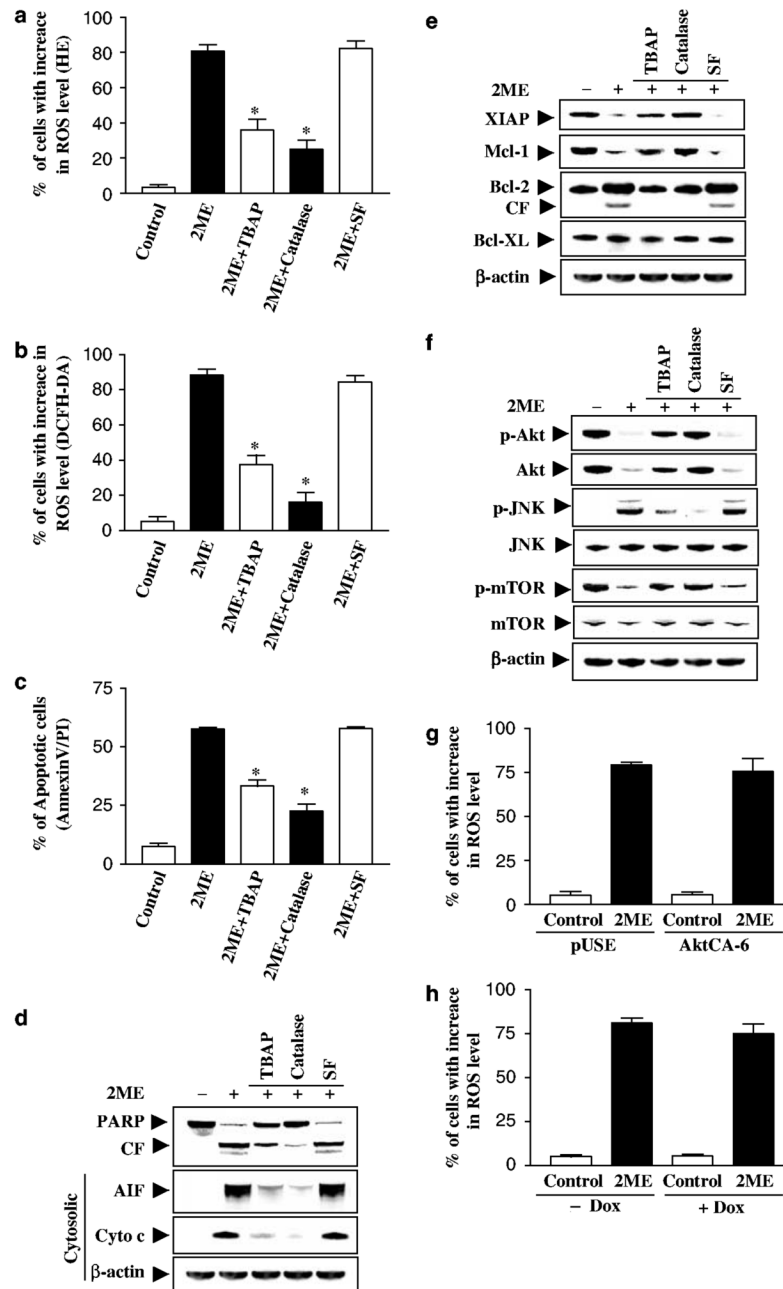 a
% of cells with increase
in ROS level (HE)
80
60
40
20
0
*
*
Control
2ME
2ME+TBAP
2ME+Catalase
2ME+SF
b
% of cells with increase in
ROS level (DCFH-DA)
100
80
60
40
20
0
*
*
Control
2ME
2ME+TBAP
2ME+Catalase
2ME+SF
c
% of Apoptotic cells
(AnnexinV/PI)
75
50
25
0
*
*
Control
2ME
2ME+TBAP
2ME+Catalase
2ME+SF
d
TBAP
Catalase
SF
2ME – + + + +
PARP
CF
Cytosolic
AIF
Cyto c
β-actin
e
TBAP
Catalase
SF
2ME – + + + +
XIAP
Mcl-1
Bcl-2
CF
Bcl-XL
β-actin
f
TBAP
Catalase
SF
2ME – + + + +
p-Akt
Akt
p-JNK
JNK
p-mTOR
mTOR
β-actin
g
% of cells with increace
in ROS level
100
75
50
25
0
Control 2ME Control 2ME
pUSE AktCA-6
h
% of cells with increace
in ROS level
100
75
50
25
0
Control 2ME Control 2ME
– Dox + Dox